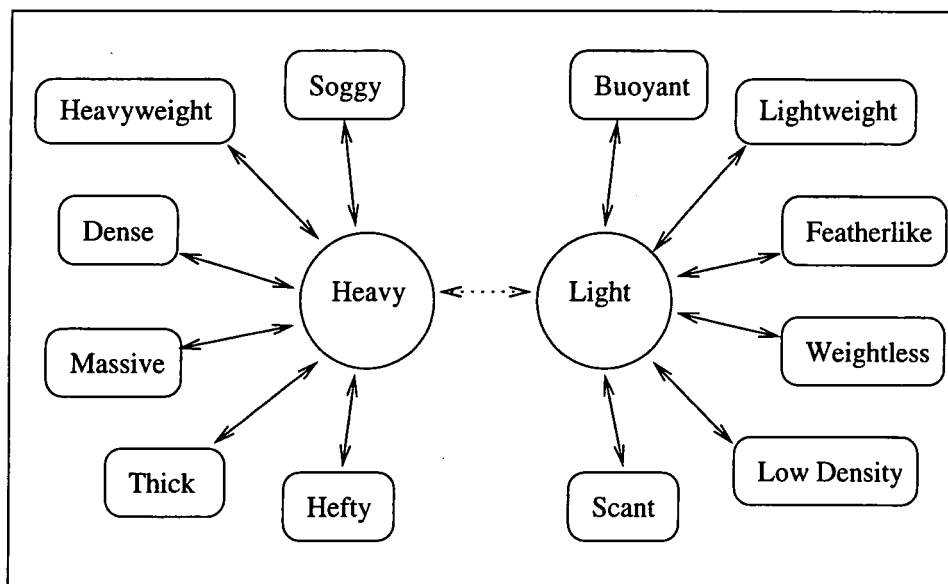 Soggy
Buoyant
Heavyweight
Lightweight
Dense
Featherlike
Heavy
Light
Massive
Weightless
Thick
Hefty
Scant
Low Density